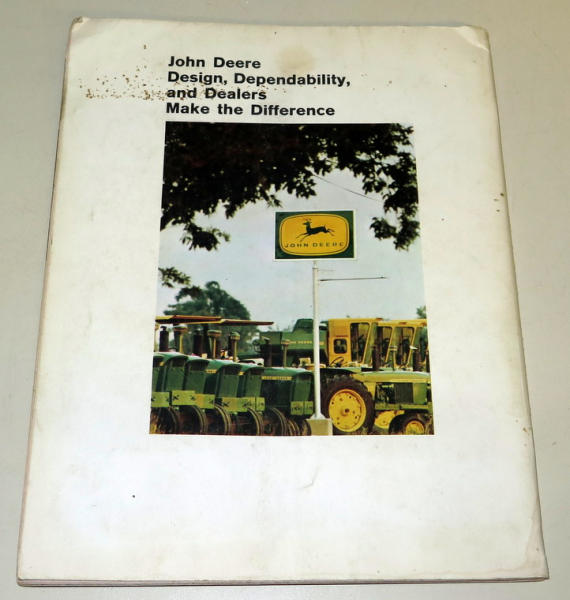 John Deere
Design, Dependability,
and Dealers
Make the Difference
JOHN DEERE